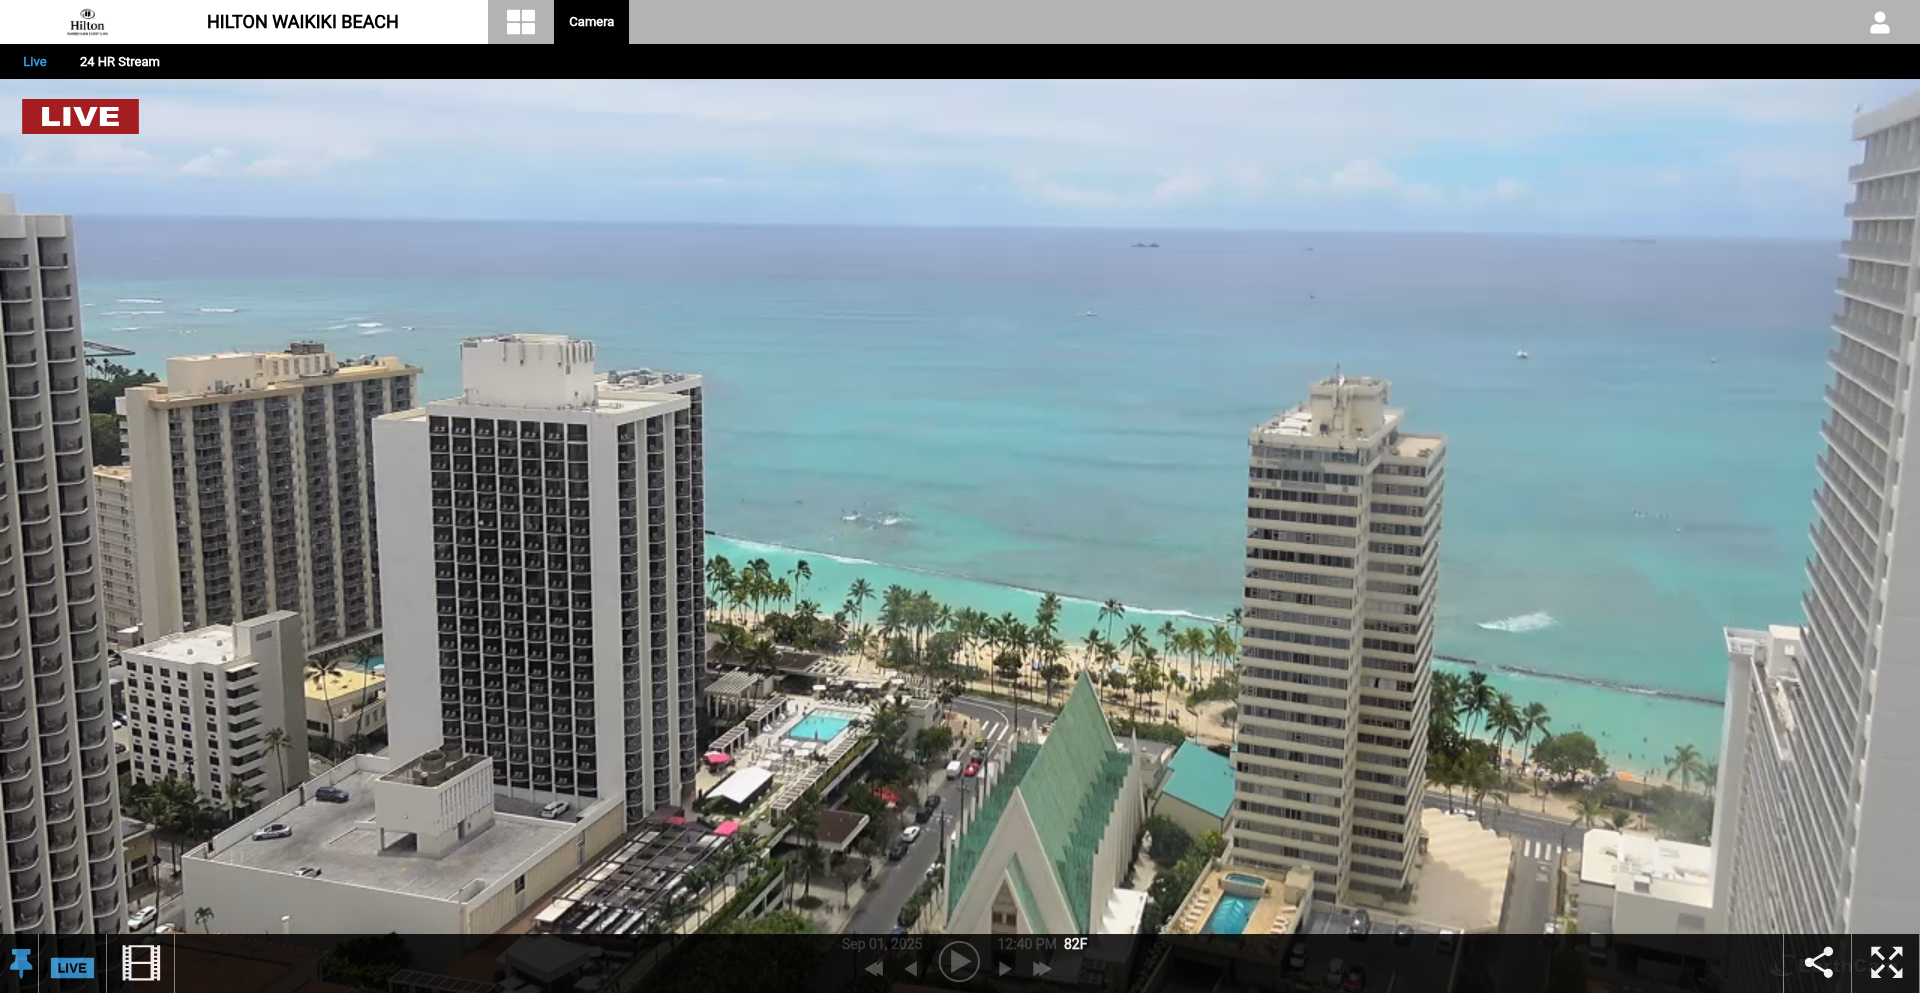 Hilton
HILTON WAIKIKI BEACH
Camera
Live
24 HR Stream
LIVE
Sep 01, 2025
12:40 PM
82F
LIVE